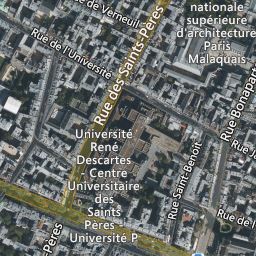 Rue de Verneuil
nationale
supérieure
d'architecture
Paris
Malaquais
Rue de l'Université
Rue des Saints-Pères
Rue Bonapart
Université
René
Descartes
Centre
Universitaire
des
Saints
Pères -
Université P
Rue Saint-Benoît
Rue de l
-Pères